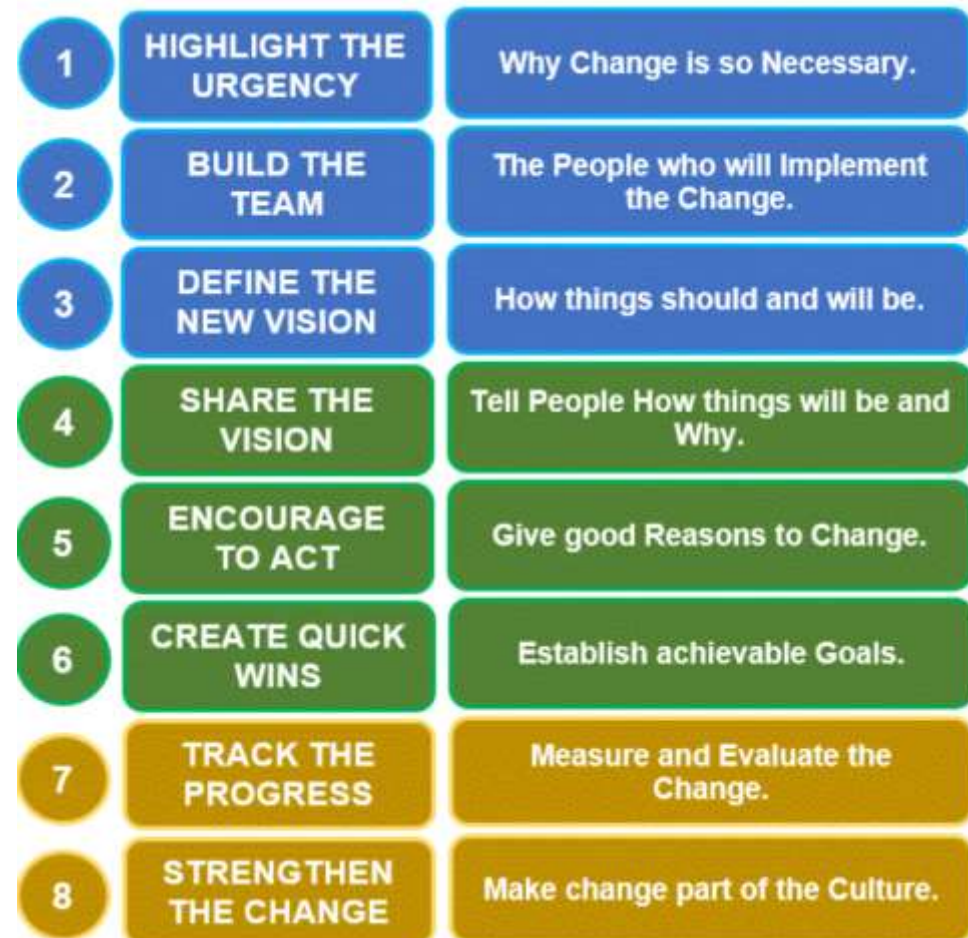 1
HIGHLIGHT THE
URGENCY
Why Change is so Necessary.
2
BUILD THE
TEAM
The People who will Implement
the Change.
3
DEFINE THE
NEW VISION
How things should and will be.
4
SHARE THE
VISION
Tell People How things will be and
Why.
5
ENCOURAGE
TO ACT
Give good Reasons to Change.
6
CREATE QUICK
WINS
Establish achievable Goals.
7
TRACK THE
PROGRESS
Measure and Evaluate the
Change.
8
STRENGTHEN
THE CHANGE
Make change part of the Culture.